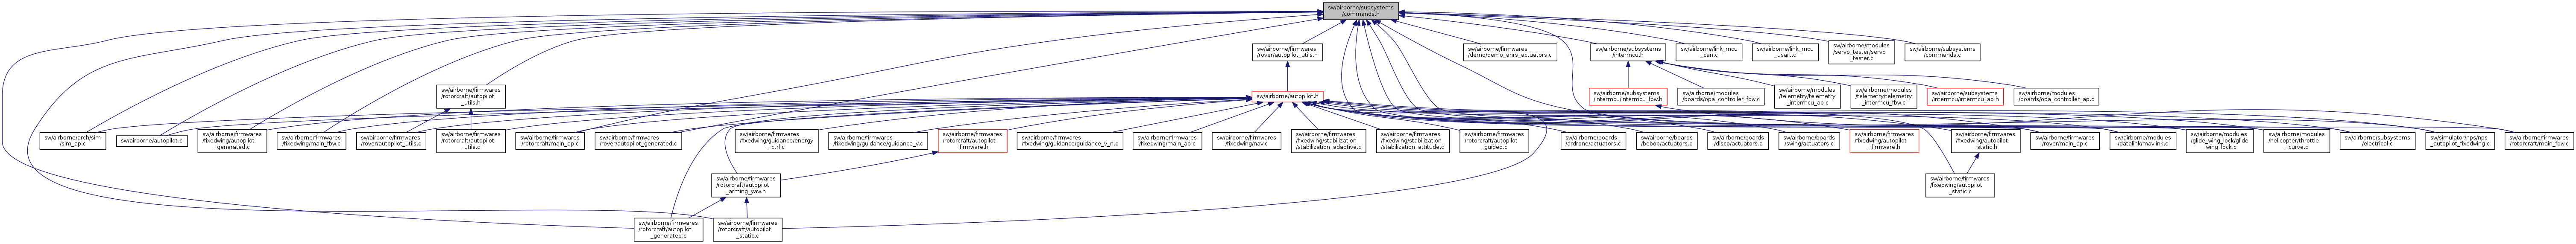 sw/airborne/subsystems
/commands.h
sw/airborne/firmwares
/rover/autopilot_utils.h
sw/airborne/firmwares
/demo/demo_ahrs_actuators.c
sw/airborne/subsystems
/intermcu.h
sw/airborne/link_mcu
_can.c
sw/airborne/link_mcu
_usart.c
sw/airborne/modules
/servo_tester/servo
_tester.c
sw/airborne/subsystems
/commands.c
sw/airborne/firmwares
/rotorcraft/autopilot
_utils.h
sw/airborne/autopilot.h
sw/airborne/subsystems
/intermcu/intermcu_fbw.h
sw/airborne/modules
/boards/opa_controller_fbw.c
sw/airborne/modules
/telemetry/telemetry
_intermcu_ap.c
sw/airborne/modules
/telemetry/telemetry
_intermcu_fbw.c
sw/airborne/subsystems
/intermcu/intermcu_ap.h
sw/airborne/modules
/boards/opa_controller_ap.c
sw/airborne/arch/sim
/sim_ap.c
sw/airborne/autopilot.c
sw/airborne/firmwares
/fixedwing/autopilot
_generated.c
sw/airborne/firmwares
/fixedwing/main_fbw.c
sw/airborne/firmwares
/rover/autopilot_utils.c
sw/airborne/firmwares
/rotorcraft/autopilot
_utils.c
sw/airborne/firmwares
/rotorcraft/main_ap.c
sw/airborne/firmwares
/rover/autopilot_generated.c
sw/airborne/firmwares
/fixedwing/guidance/energy
_ctrl.c
sw/airborne/firmwares
/fixedwing/guidance/guidance_v.c
sw/airborne/firmwares
/rotorcraft/autopilot
_firmware.h
sw/airborne/firmwares
/fixedwing/guidance/guidance_v_n.c
sw/airborne/firmwares
/fixedwing/main_ap.c
sw/airborne/firmwares
/fixedwing/nav.c
sw/airborne/firmwares
/fixedwing/stabilization
/stabilization_adaptive.c
sw/airborne/firmwares
/fixedwing/stabilization
/stabilization_attitude.c
sw/airborne/firmwares
/rotorcraft/autopilot
_guided.c
sw/airborne/boards
/ardrone/actuators.c
sw/airborne/boards
/bebop/actuators.c
sw/airborne/boards
/disco/actuators.c
sw/airborne/boards
/swing/actuators.c
sw/airborne/firmwares
/fixedwing/autopilot
_firmware.h
sw/airborne/firmwares
/fixedwing/autopilot
_static.h
sw/airborne/firmwares
/rover/main_ap.c
sw/airborne/modules
/datalink/mavlink.c
sw/airborne/modules
/glide_wing_lock/glide
_wing_lock.c
sw/airborne/modules
/helicopter/throttle
_curve.c
sw/airborne/subsystems
/electrical.c
sw/simulator/nps/nps
_autopilot_fixedwing.c
sw/airborne/firmwares
/rotorcraft/main_fbw.c
sw/airborne/firmwares
/rotorcraft/autopilot
_arming_yaw.h
sw/airborne/firmwares
/fixedwing/autopilot
_static.c
sw/airborne/firmwares
/rotorcraft/autopilot
_generated.c
sw/airborne/firmwares
/rotorcraft/autopilot
_static.c